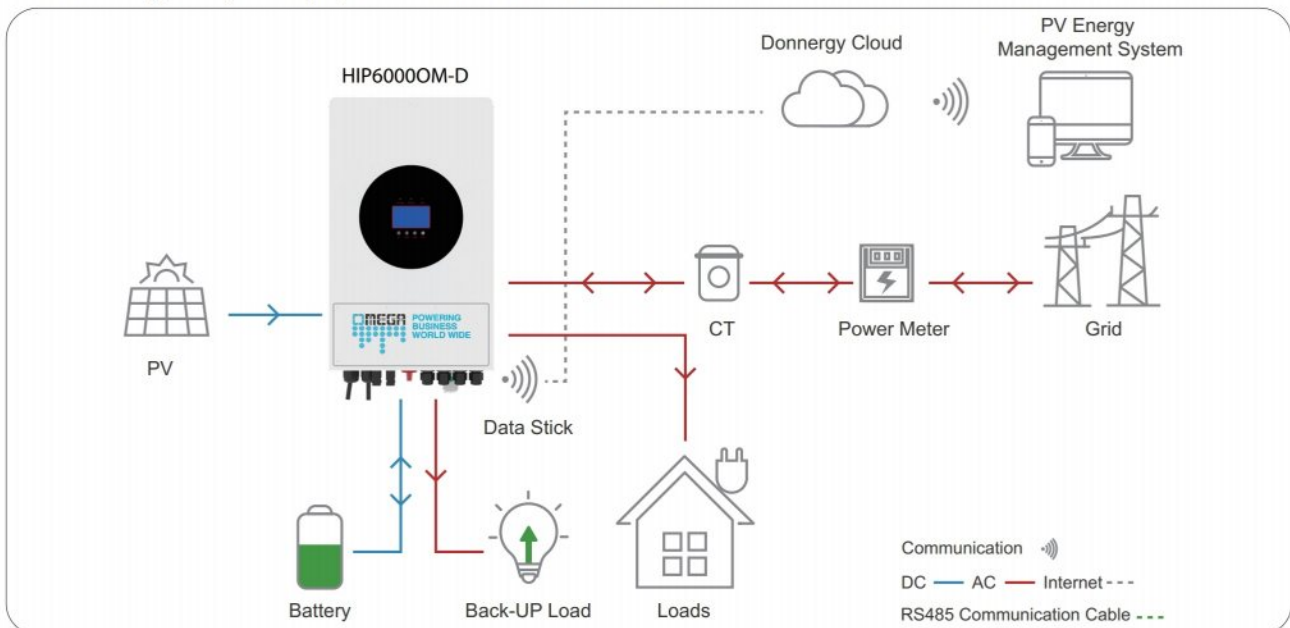 Donnergy Cloud
PV Energy
Management System
HIP6000OM-D
OMEGA
POWERING
BUSINESS
WORLD WIDE
PV
CT
Power Meter
Grid
Data Stick
Battery
Back-UP Load
Loads
Communication
DC AC Internet
RS485 Communication Cable